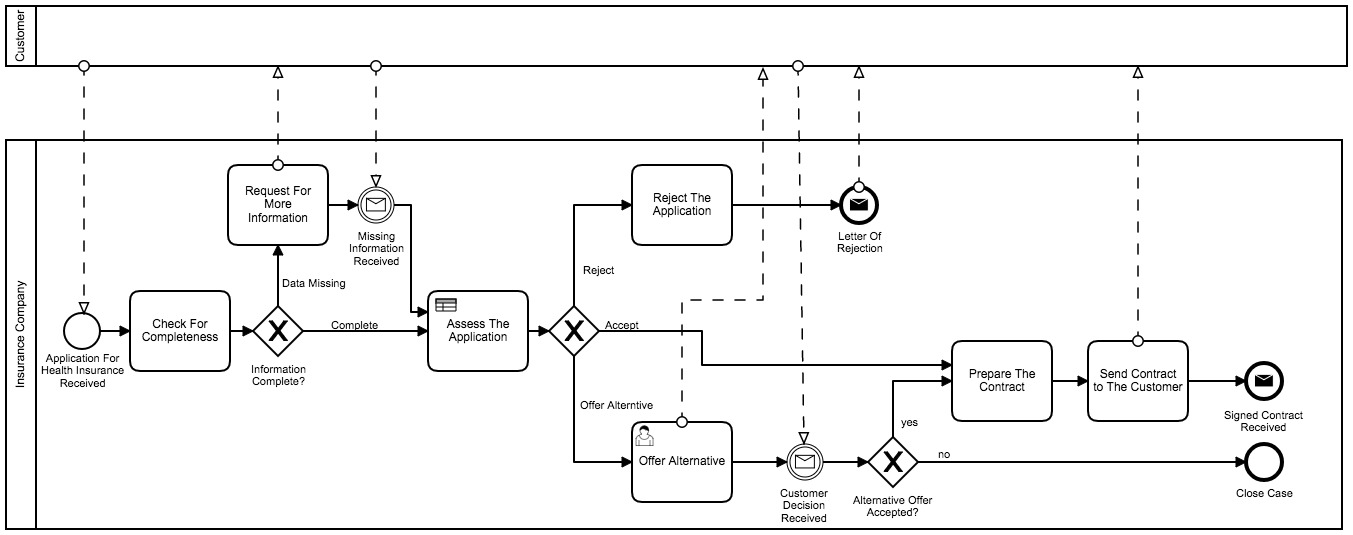 Customer
Insurance Company
Application For
Health Insurance
Received
Check For
Completeness
Information
Complete?
Data Missing
Complete
Request For
More
Information
Missing
Information
Received
Assess The
Application
Reject
Accept
Offer Alterntive
Reject The
Application
Letter Of
Rejection
Offer Alternative
Customer
Decision
Received
Alternative Offer
Accepted?
yes
no
Prepare The
Contract
Send Contract
to The Customer
Signed Contract
Received
Close Case